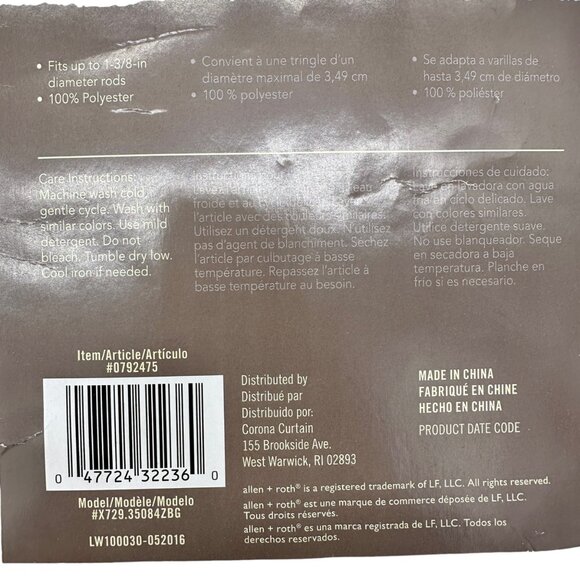 • Fits up to 1-3/8-in
diameter rods
• 100% Polyester
• Convient à une tringle d'un
diamètre maximal de 3,49 cm
• 100 % polyester
• Se adapta a varillas de
hasta 3,49 cm de diámetro
• 100 % poliéster
Care Instructions:
Machine wash cold,
gentle cycle. Wash with
similar colors. Use mild
detergent. Do not
bleach. Tumble dry low.
Cool iron if needed.
Instructions
Lavez l'article eau
froide et au
l'article avec des couleurs similaires.
Utilisez un détergent doux. N'utilisez
pas d'agent de blanchiment. Séchez
l'article par culbutage à basse
température. Repassez l'article à
basse température au besoin.
Instrucciones de cuidado:
Lave en lavadora con agua
fría en ciclo delicado. Lave
con colores similares.
Utilice detergente suave.
No use blanqueador. Seque
en secadora a baja
temperatura. Planche en
frío si es necesario.
Item/Article/Artículo
#0792475
0 47724 32236 0
Model/Modèle/Modelo
#X729.35084ZBG
LW100030-052016
Distributed by
Distribué par
Distribuido por:
Corona Curtain
155 Brookside Ave.
West Warwick, RI 02893
MADE IN CHINA
FABRIQUÉ EN CHINE
HECHO EN CHINA
PRODUCT DATE CODE
allen + roth® is a registered trademark of LF, LLC. All rights reserved.
allen + roth® est une marque de commerce déposée de LF, LLC.
Tous droits réservés.
allen + roth® es una marca registrada de LF, LLC. Todos los
derechos reservados.